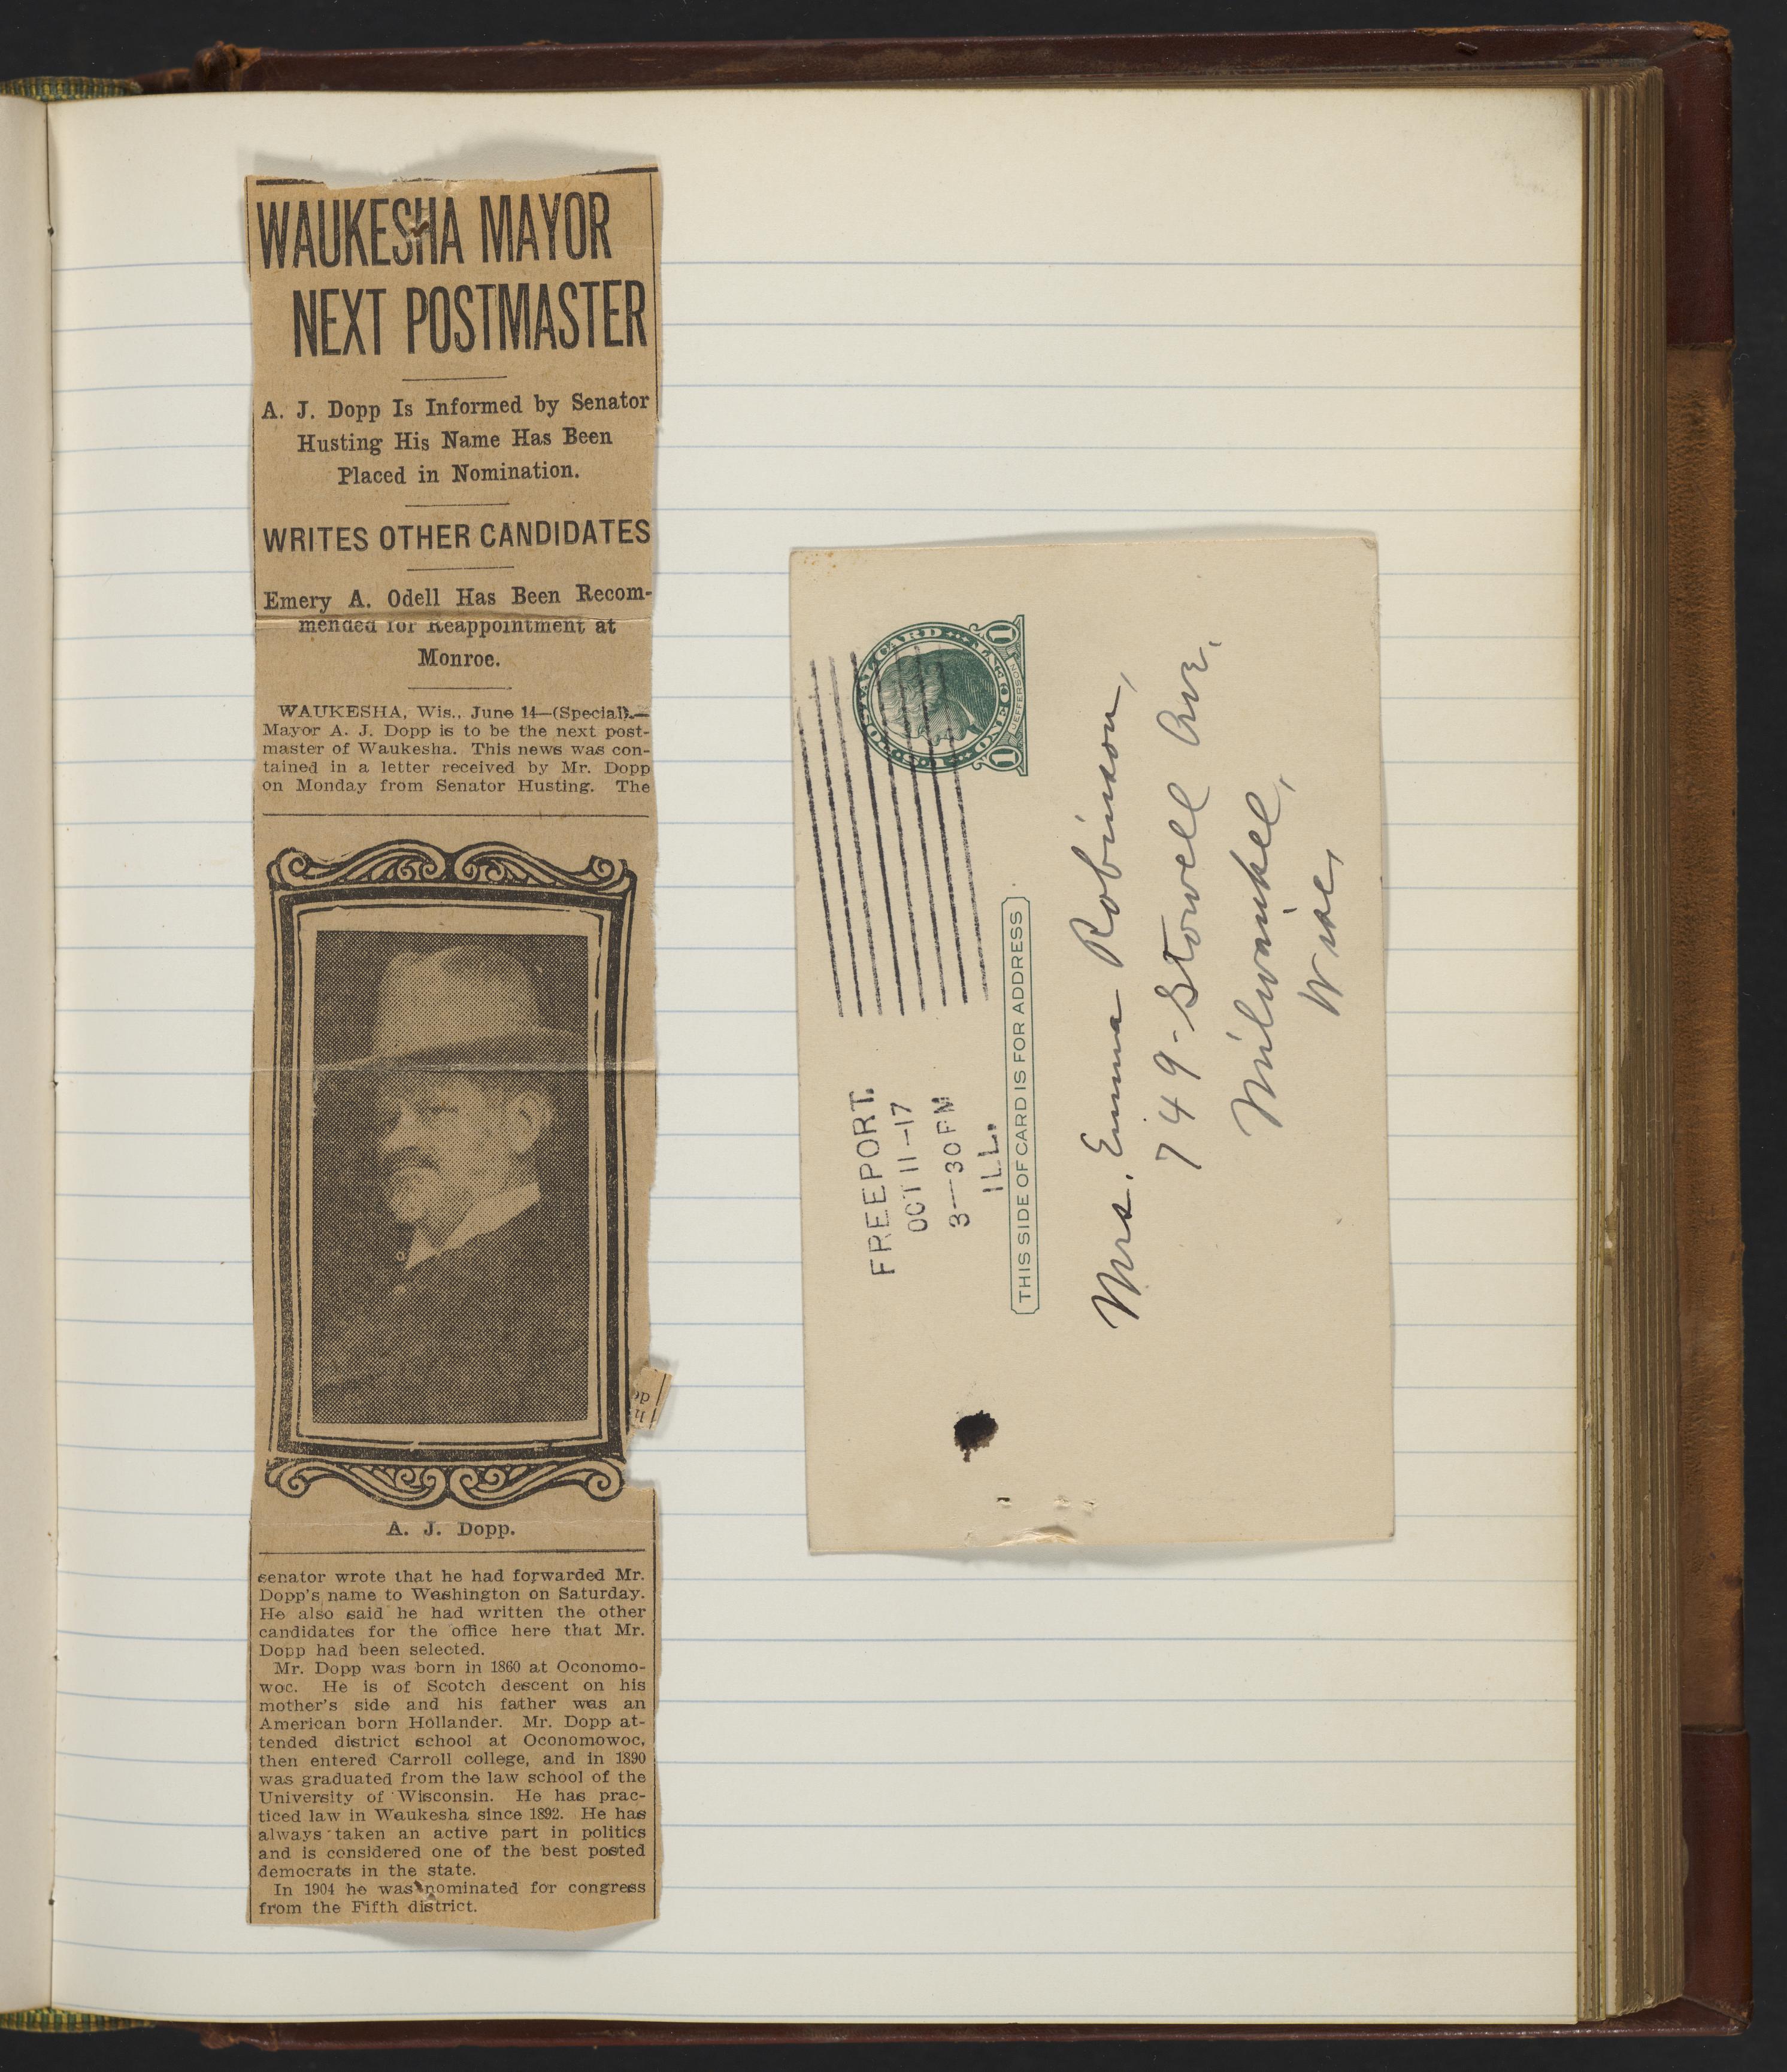 WAUKESHA MAYOR
NEXT POSTMASTER
A. J. Dopp Is Informed by Senator
Husting His Name Has Been
Placed in Nomination.
WRITES OTHER CANDIDATES
Emery A. Odell Has Been Recom-
mended for Reappointment at
Monroe.
WAUKESHA, Wis., June 14—(Special).—
Mayor A. J. Dopp is to be the next post-
master of Waukesha. This news was con-
tained in a letter received by Mr. Dopp
on Monday from Senator Husting. The
A. J. Dopp.
senator wrote that he had forwarded Mr.
Dopp's name to Washington on Saturday.
He also said he had written the other
candidates for the office here that Mr.
Dopp had been selected.
Mr. Dopp was born in 1860 at Oconomo-
woc. He is of Scotch descent on his
mother's side and his father was an
American born Hollander. Mr. Dopp at-
tended district school at Oconomowoc,
then entered Carroll college, and in 1890
was graduated from the law school of the
University of Wisconsin. He has prac-
ticed law in Waukesha since 1892. He has
always taken an active part in politics
and is considered one of the best posted
democrats in the state.
In 1904 he was nominated for congress
from the Fifth district.
FREEPORT.
OCT 11-17
3--30 PM
ILL.
U.S. POSTAL CARD ONE CENT
1 JEFFERSON 1
THIS SIDE OF CARD IS FOR ADDRESS
Mrs. Emma Robinson,
749-Stowell Ave.
Milwaukee,
Wisc,